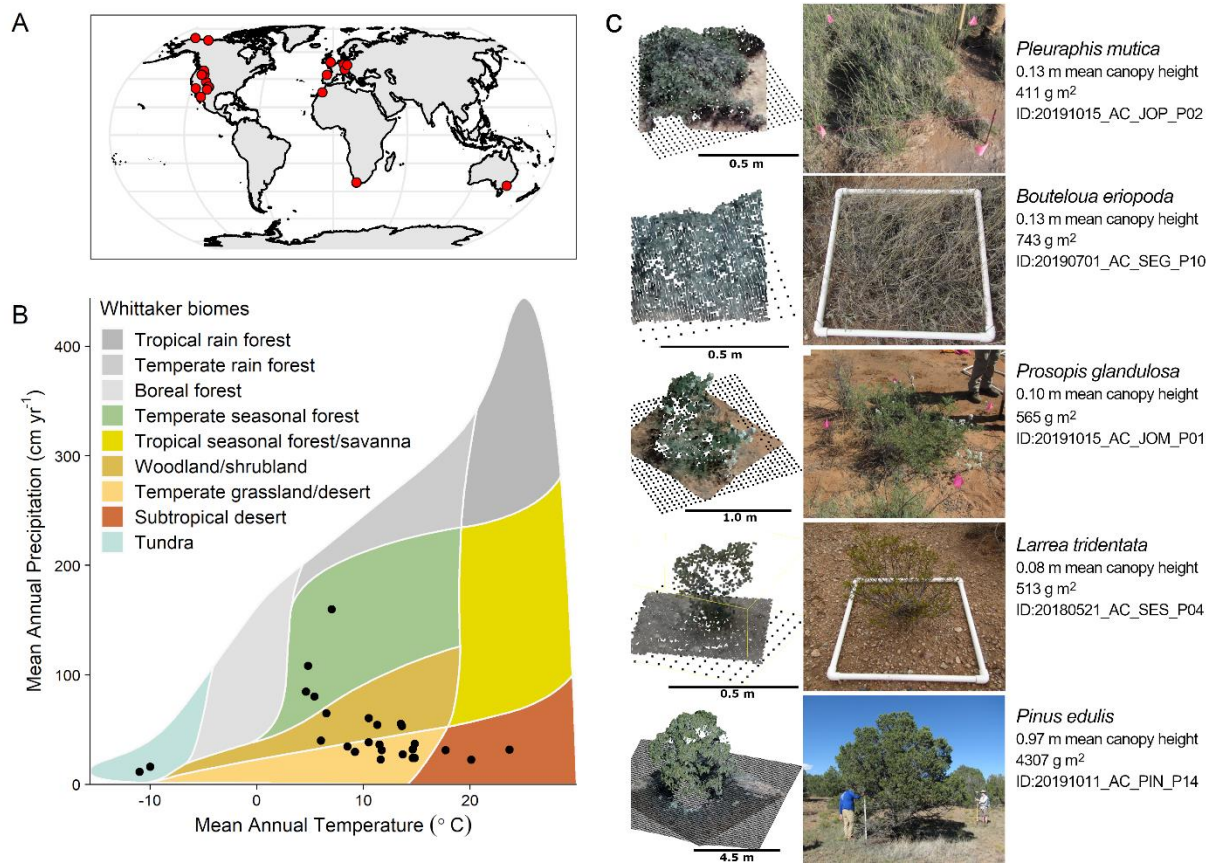 A
B
Whittaker biomes
Tropical rain forest
Temperate rain forest
Boreal forest
Temperate seasonal forest
Tropical seasonal forest/savanna
Woodland/shrubland
Temperate grassland/desert
Subtropical desert
Tundra
Mean Annual Precipitation (cm yr⁻¹)
400
300
200
100
0
-10
0
10
20
Mean Annual Temperature (° C)
C
0.5 m
Pleuraphis mutica
0.13 m mean canopy height
411 g m²
ID:20191015_AC_JOP_P02
0.5 m
Bouteloua eriopoda
0.13 m mean canopy height
743 g m²
ID:20190701_AC_SEG_P10
1.0 m
Prosopis glandulosa
0.10 m mean canopy height
565 g m²
ID:20191015_AC_JOM_P01
0.5 m
Larrea tridentata
0.08 m mean canopy height
513 g m²
ID:20180521_AC_SES_P04
4.5 m
Pinus edulis
0.97 m mean canopy height
4307 g m²
ID:20191011_AC_PIN_P14